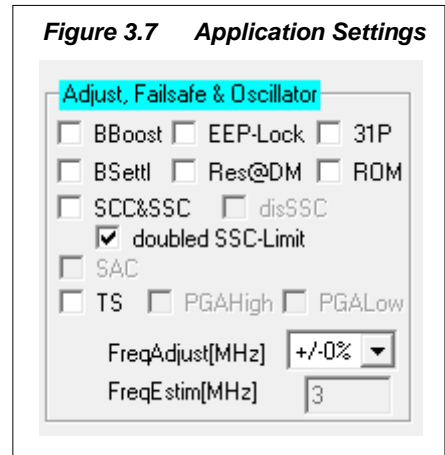 Figure 3.7 Application Settings
Adjust, Failsafe & Oscillator
BBoost EEP-Lock 31P
BSettl Res@DM ROM
SCC&SSC disSSC
doubled SSC-Limit
SAC
TS PGAHigh PGALow
FreqAdjust[MHz] +/-0%
FreqEstim[MHz] 3